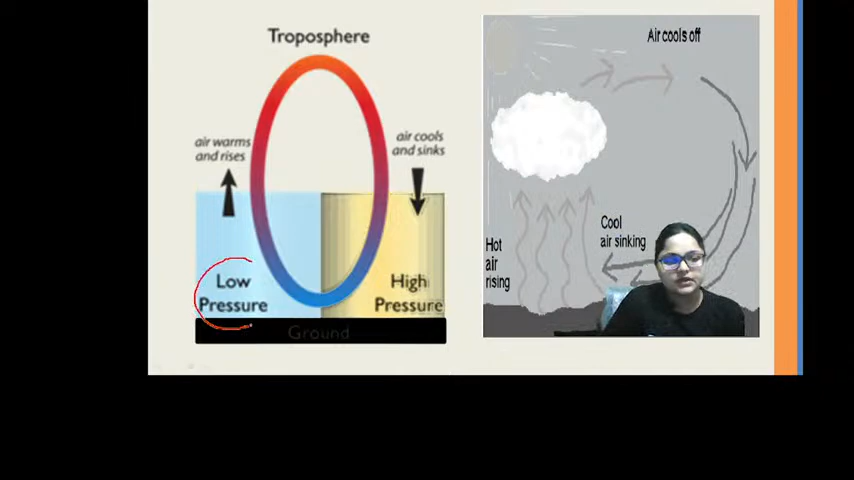 Troposphere
air warms
and rises
air cools
and sinks
Low
Pressure
High
Pressure
Ground
Air cools off
Cool
air sinking
Hot
air
rising